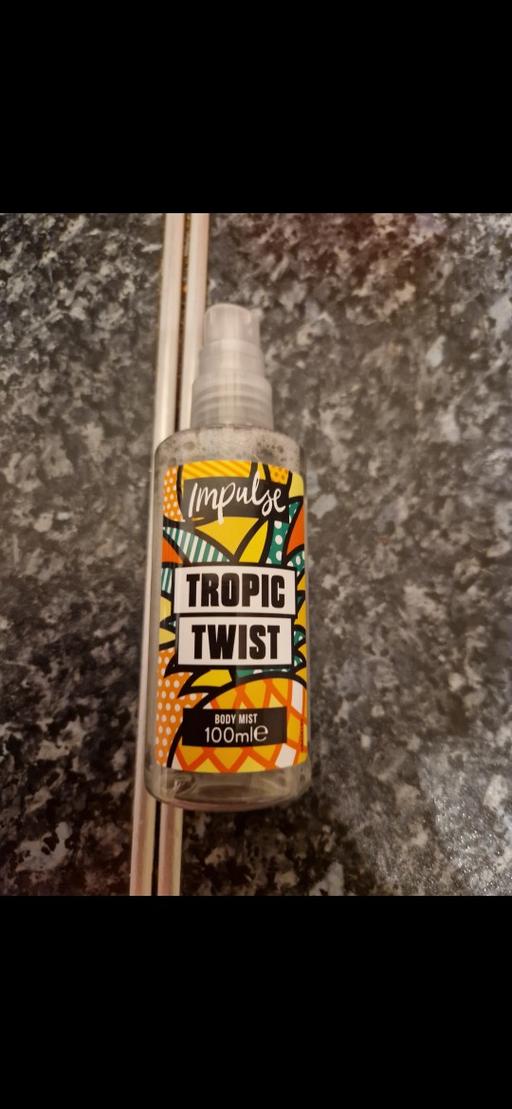 Impulse
TROPIC
TWIST
BODY MIST
100ml℮